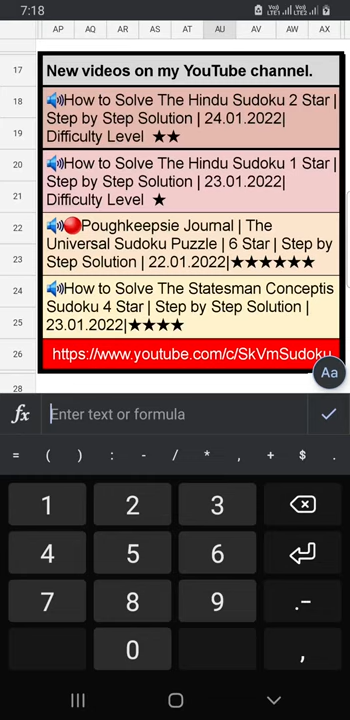 7:18
Vo)) LTE1 Vo)) LTE2
AP AQ AR AS AT AU AV AW AX
17 New videos on my YouTube channel.
18 🔊How to Solve The Hindu Sudoku 2 Star |
Step by Step Solution | 24.01.2022|
19 Difficulty Level ★★
20 🔊How to Solve The Hindu Sudoku 1 Star |
Step by Step Solution | 23.01.2022|
21 Difficulty Level ★
22 🔊🔴Poughkeepsie Journal | The
Universal Sudoku Puzzle | 6 Star | Step by
23 Step Solution | 22.01.2022|★★★★★★
24 🔊How to Solve The Statesman Conceptis
Sudoku 4 Star | Step by Step Solution |
25 23.01.2022|★★★★
26 https://www.youtube.com/c/SkVmSudoku
Aa
28
fx Enter text or formula
= ( ) : - / * , + $ .
1 2 3
4 5 6
7 8 9 .-
0 ,